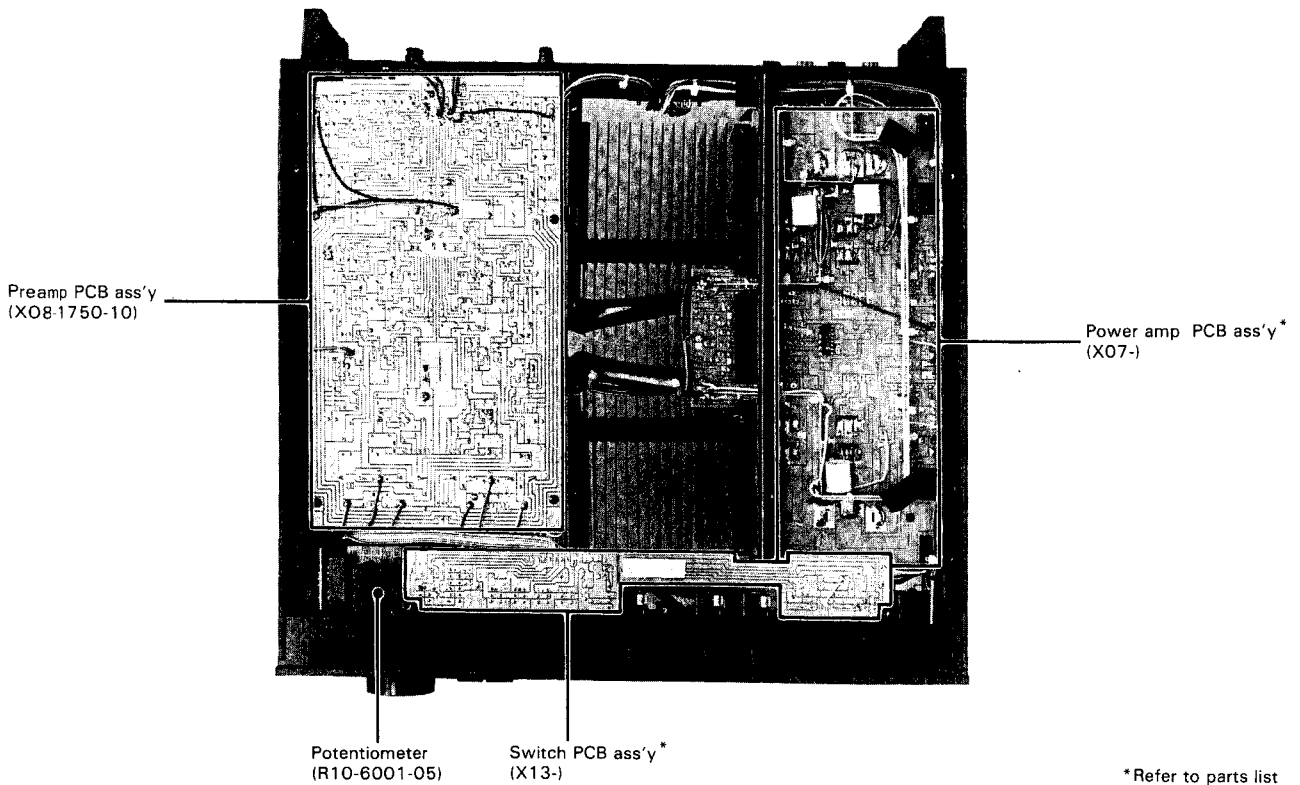 Preamp PCB ass'y
(X08-1750-10)
Power amp PCB ass'y*
(X07-)
Potentiometer
(R10-6001-05)
Switch PCB ass'y*
(X13-)
*Refer to parts list